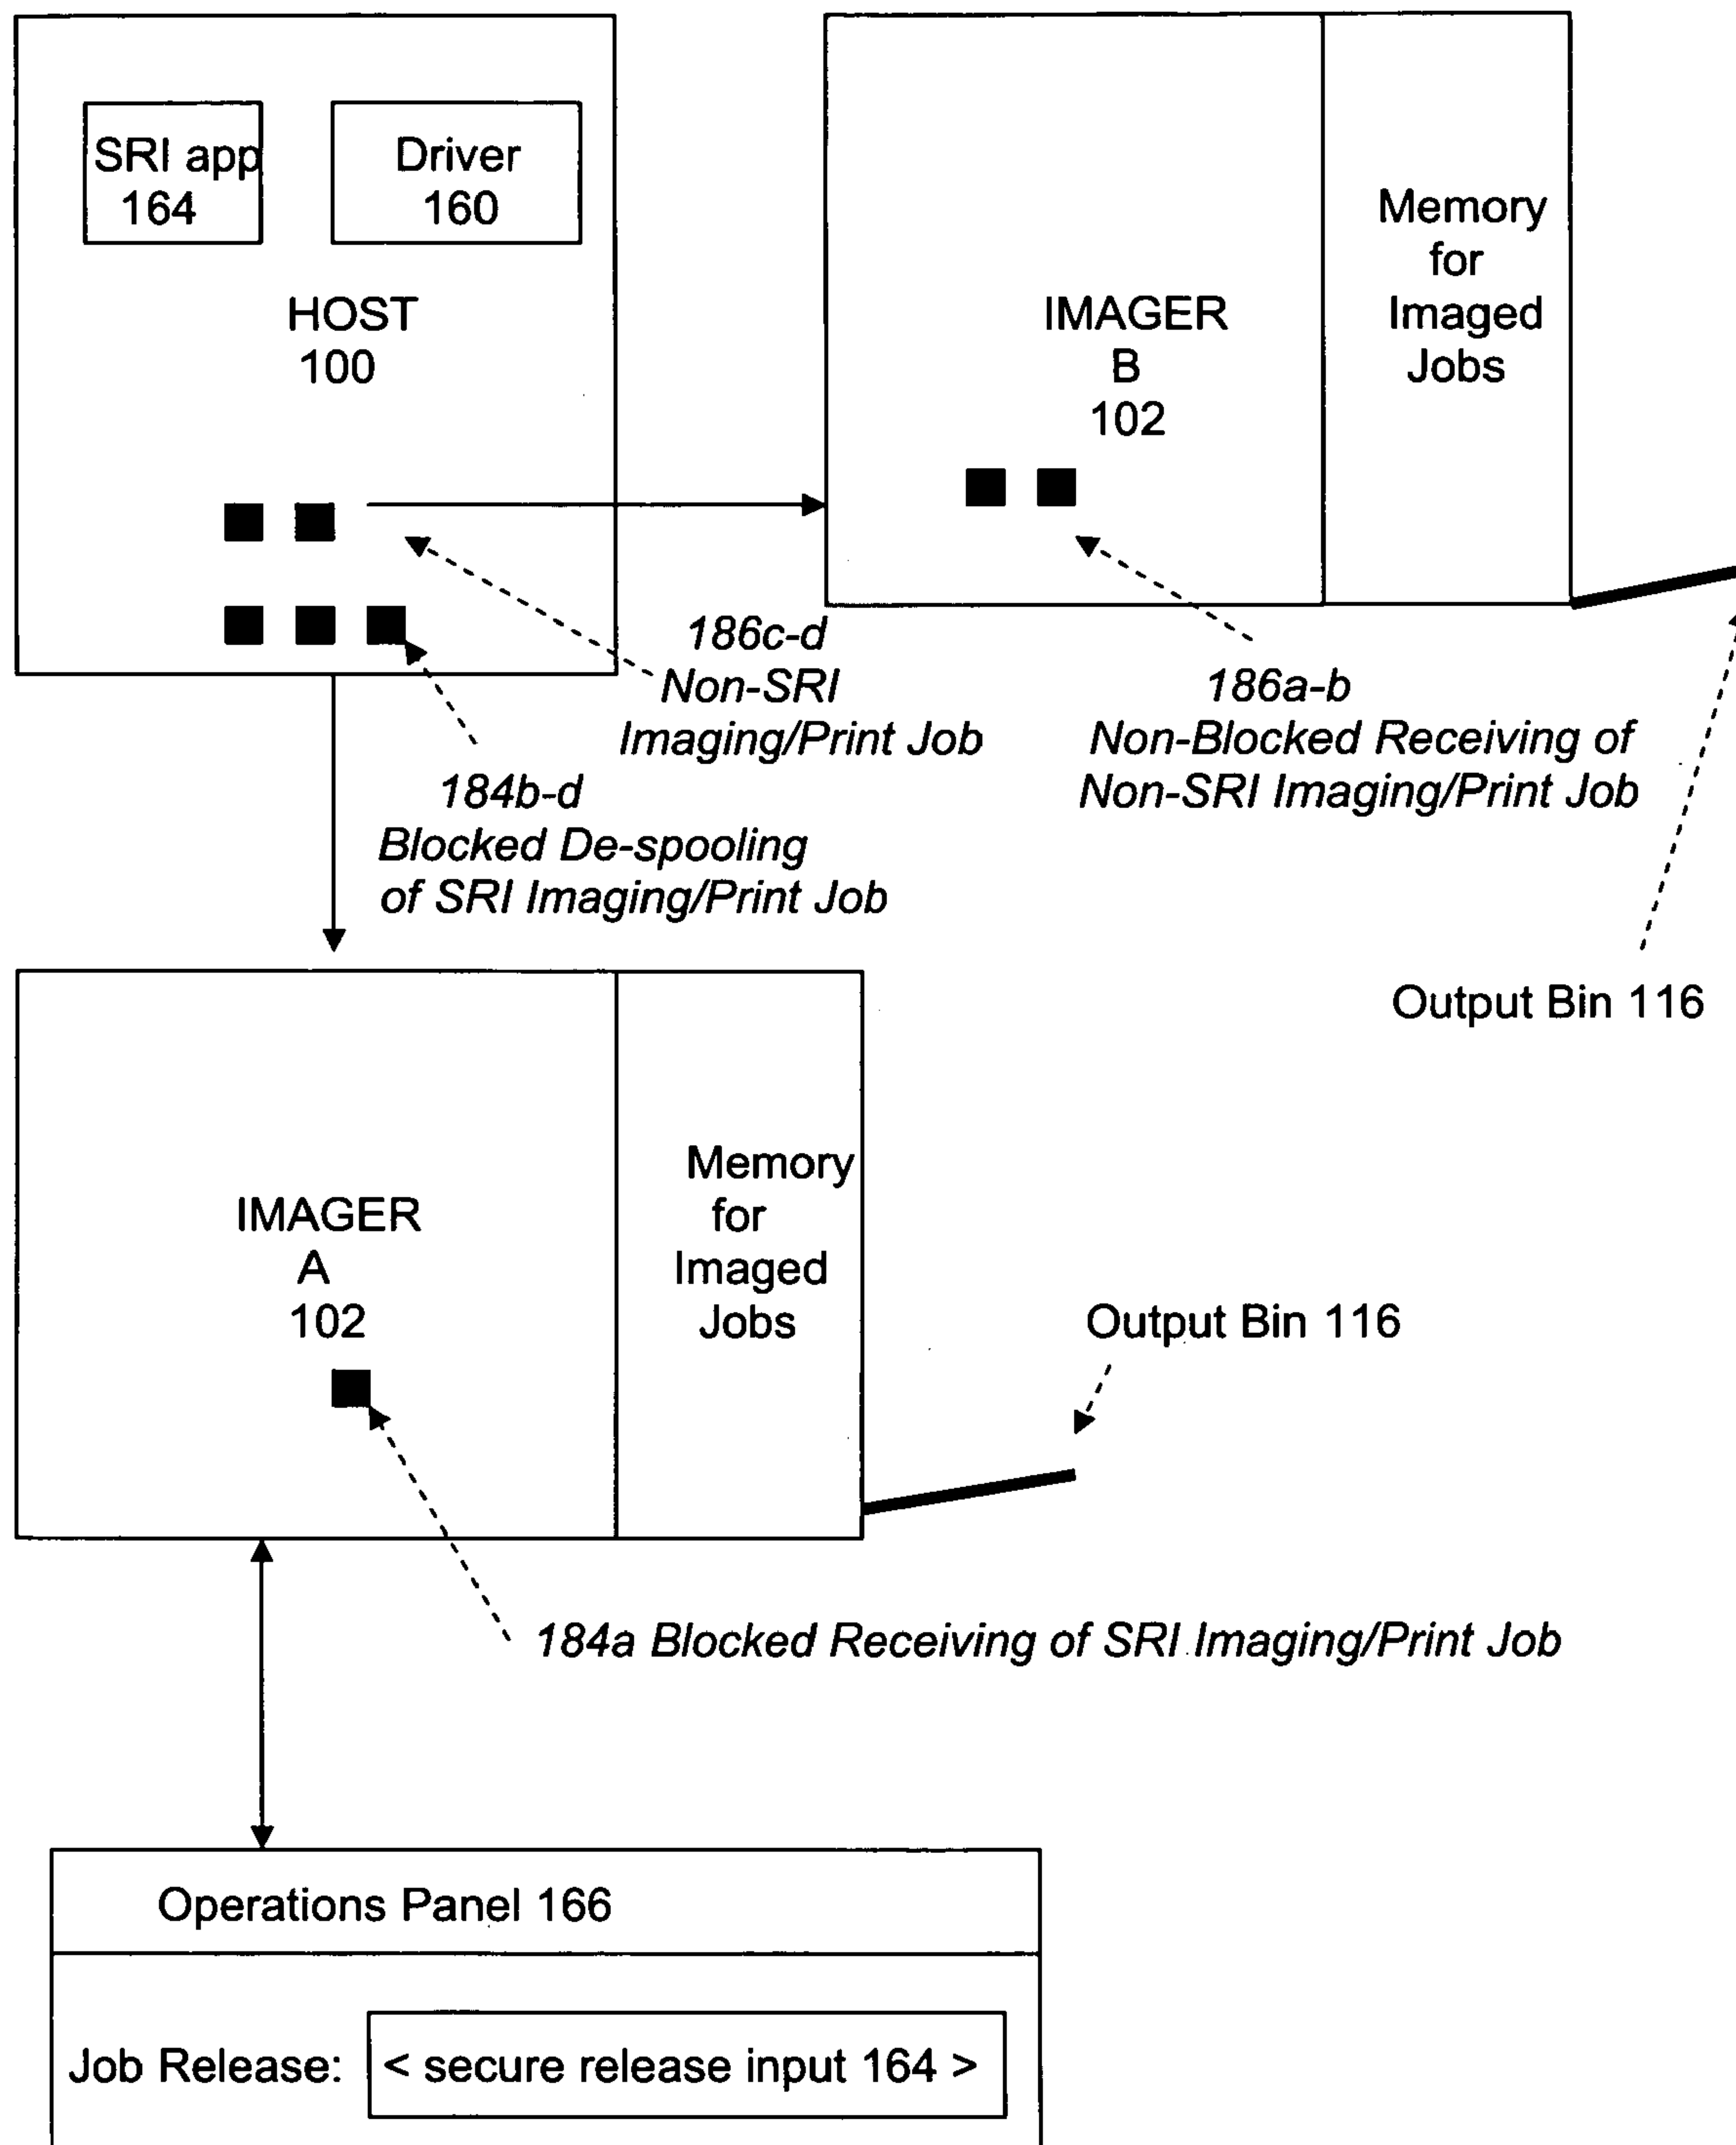 SRI app
164
Driver
160
HOST
100
IMAGER
B
102
Memory
for
Imaged
Jobs
186c-d
Non-SRI
Imaging/Print Job
186a-b
Non-Blocked Receiving of
Non-SRI Imaging/Print Job
184b-d
Blocked De-spooling
of SRI Imaging/Print Job
Output Bin 116
IMAGER
A
102
Memory
for
Imaged
Jobs
Output Bin 116
184a Blocked Receiving of SRI Imaging/Print Job
Operations Panel 166
Job Release:
< secure release input 164 >